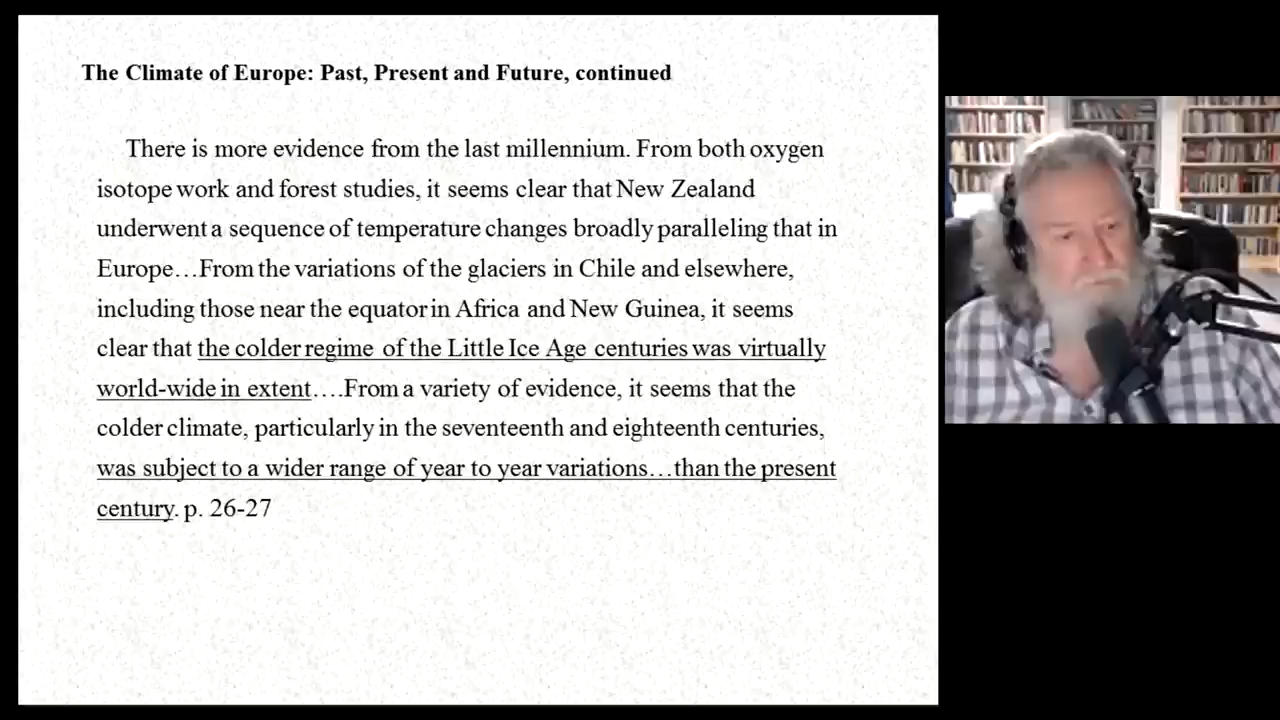 The Climate of Europe: Past, Present and Future, continued
There is more evidence from the last millennium. From both oxygen
isotope work and forest studies, it seems clear that New Zealand
underwent a sequence of temperature changes broadly paralleling that in
Europe…From the variations of the glaciers in Chile and elsewhere,
including those near the equator in Africa and New Guinea, it seems
clear that the colder regime of the Little Ice Age centuries was virtually
world-wide in extent….From a variety of evidence, it seems that the
colder climate, particularly in the seventeenth and eighteenth centuries,
was subject to a wider range of year to year variations…than the present
century. p. 26-27